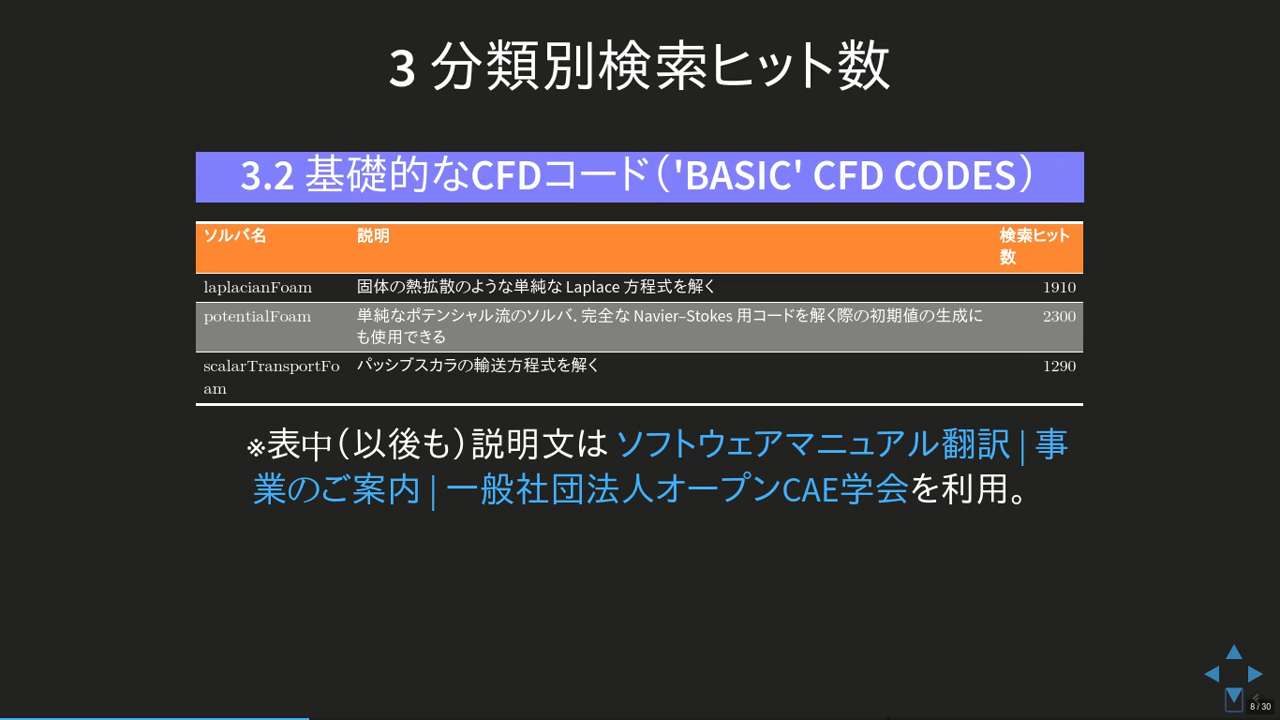 3 分類別検索ヒット数
3.2 基礎的なCFDコード（'BASIC' CFD CODES）
ソルバ名 説明 検索ヒット
数
laplacianFoam 固体の熱拡散のような単純な Laplace 方程式を解く 1910
potentialFoam 単純なポテンシャル流のソルバ．完全な Navier–Stokes 用コードを解く際の初期値の生成に 2300
も使用できる
scalarTransportFo パッシブスカラの輸送方程式を解く 1290
am
※表中（以後も）説明文は ソフトウェアマニュアル翻訳 | 事
業のご案内 | 一般社団法人オープンCAE学会を利用。
8 / 30